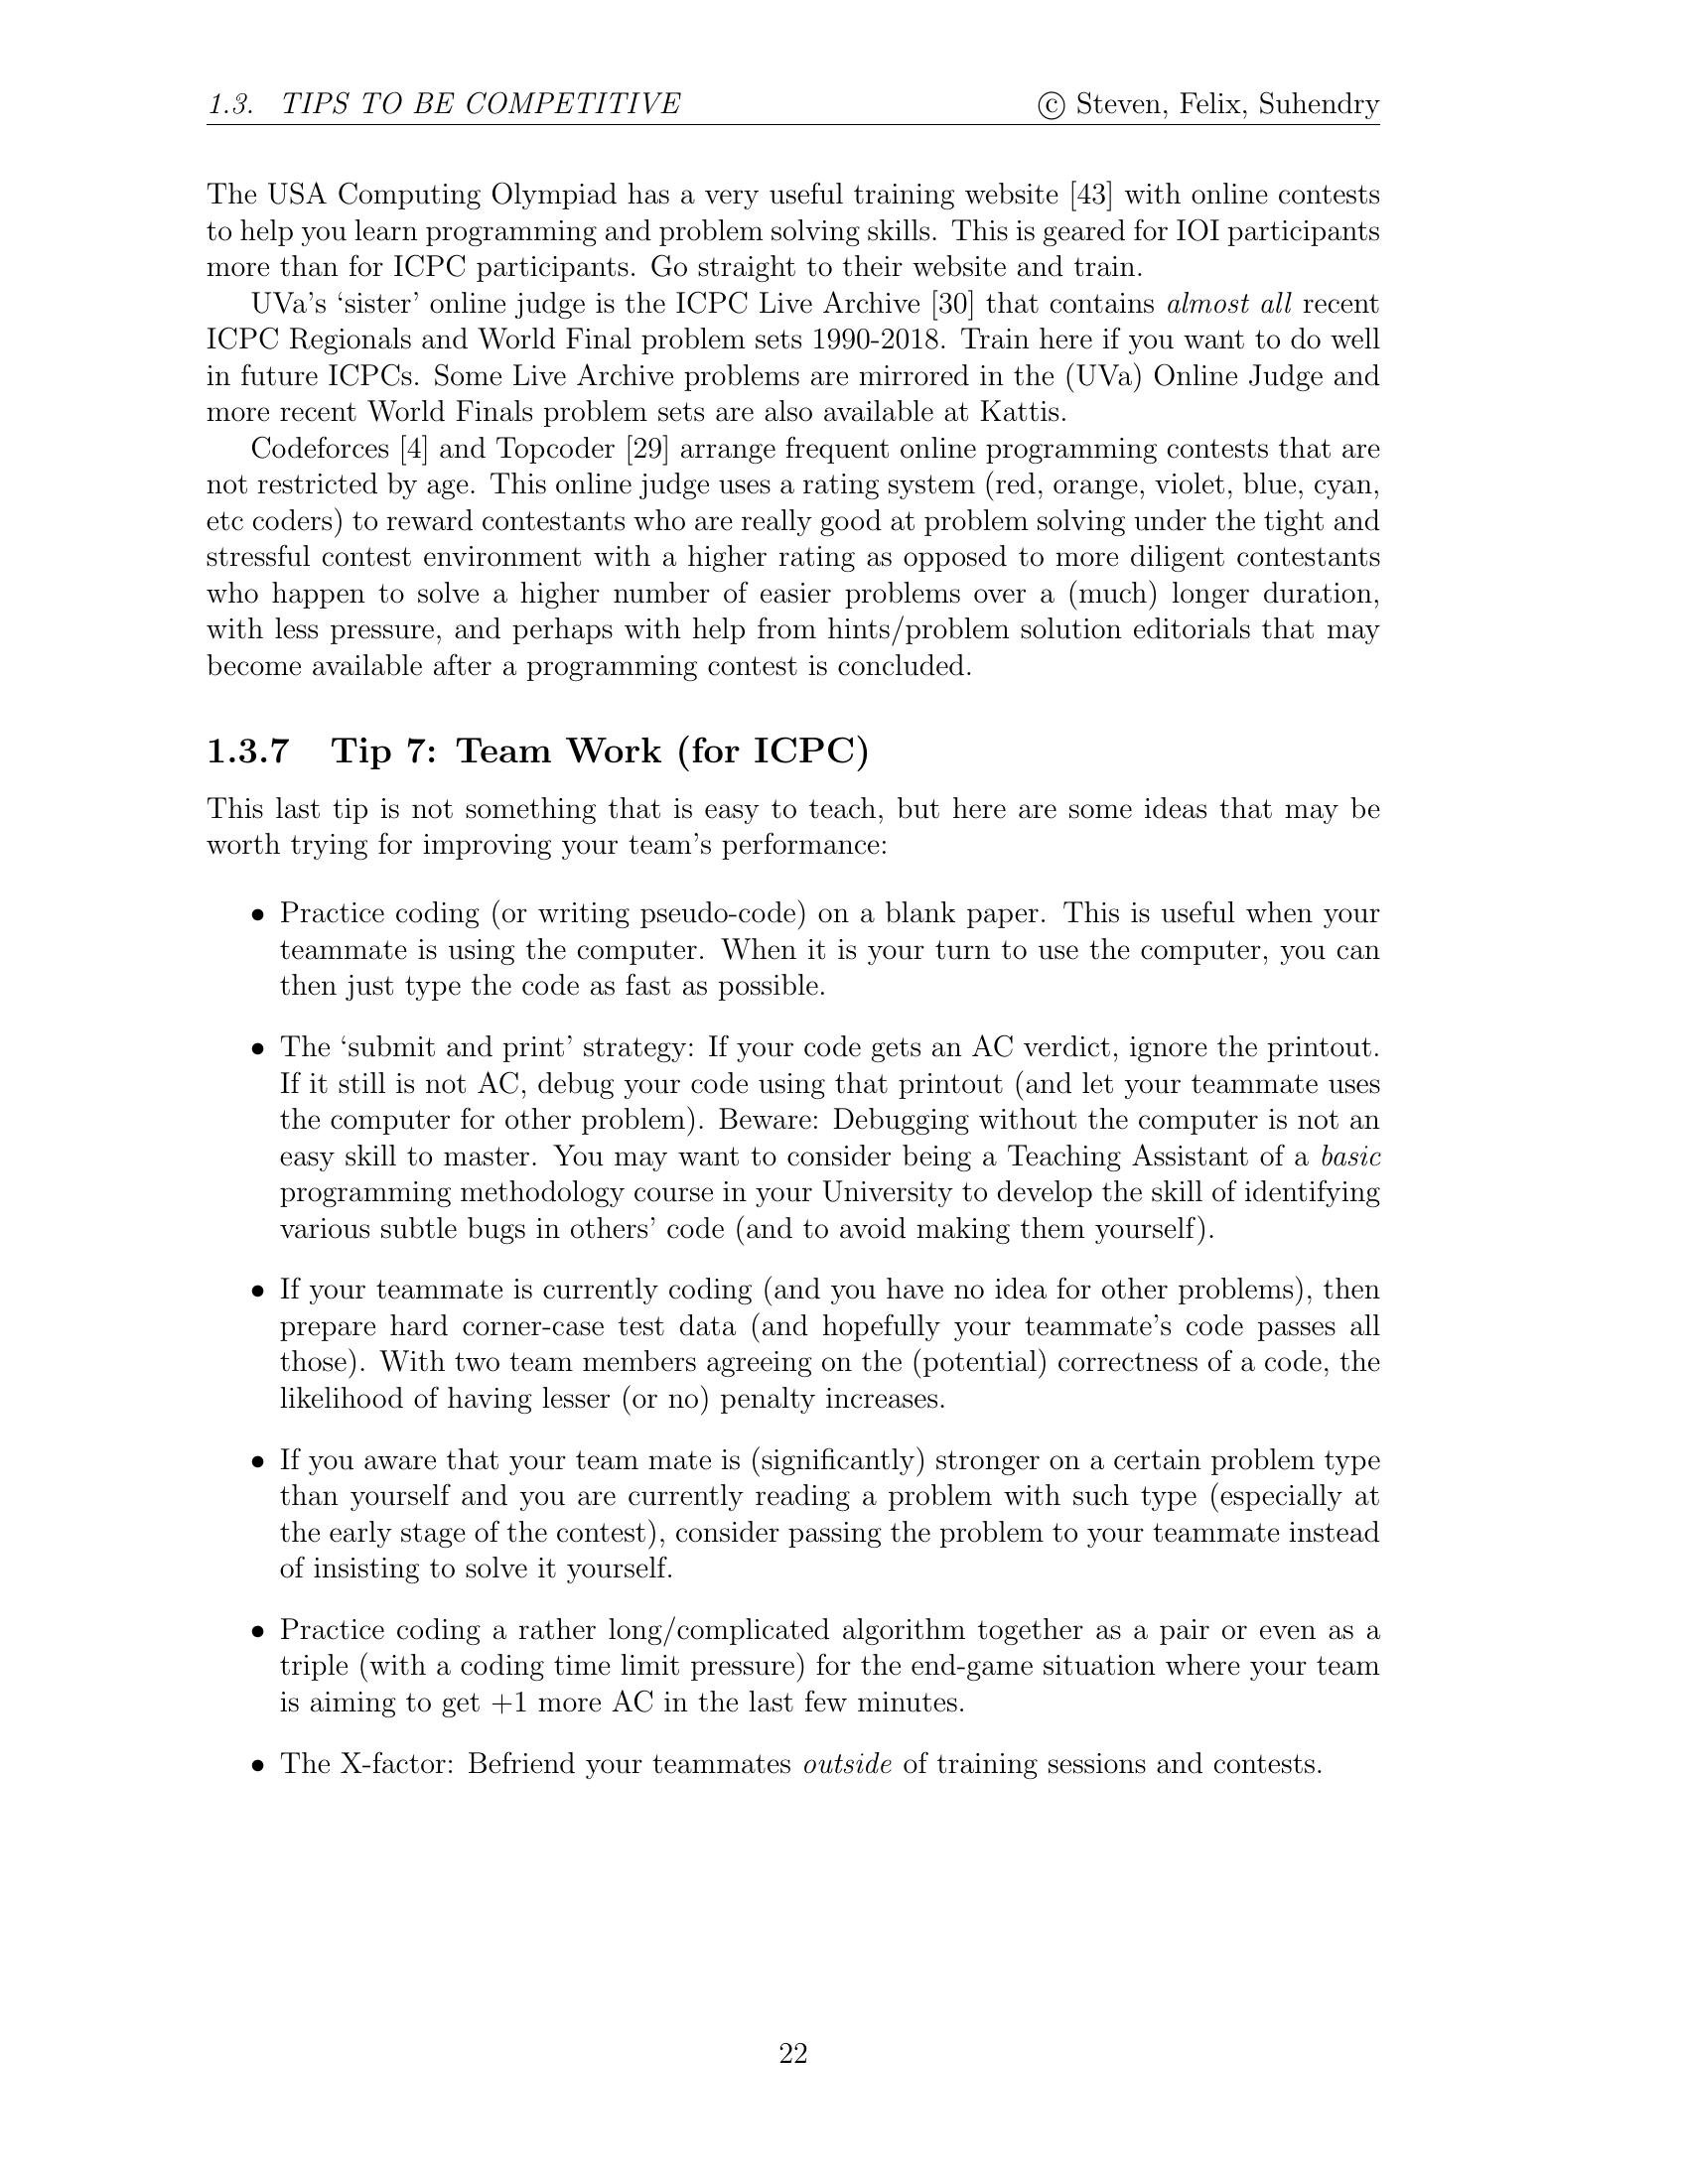 1.3. TIPS TO BE COMPETITIVE © Steven, Felix, Suhendry
The USA Computing Olympiad has a very useful training website [43] with online contests
to help you learn programming and problem solving skills. This is geared for IOI participants
more than for ICPC participants. Go straight to their website and train.
UVa's ‘sister’ online judge is the ICPC Live Archive [30] that contains almost all recent
ICPC Regionals and World Final problem sets 1990-2018. Train here if you want to do well
in future ICPCs. Some Live Archive problems are mirrored in the (UVa) Online Judge and
more recent World Finals problem sets are also available at Kattis.
Codeforces [4] and Topcoder [29] arrange frequent online programming contests that are
not restricted by age. This online judge uses a rating system (red, orange, violet, blue, cyan,
etc coders) to reward contestants who are really good at problem solving under the tight and
stressful contest environment with a higher rating as opposed to more diligent contestants
who happen to solve a higher number of easier problems over a (much) longer duration,
with less pressure, and perhaps with help from hints/problem solution editorials that may
become available after a programming contest is concluded.
1.3.7 Tip 7: Team Work (for ICPC)
This last tip is not something that is easy to teach, but here are some ideas that may be
worth trying for improving your team's performance:
• Practice coding (or writing pseudo-code) on a blank paper. This is useful when your
teammate is using the computer. When it is your turn to use the computer, you can
then just type the code as fast as possible.
• The ‘submit and print’ strategy: If your code gets an AC verdict, ignore the printout.
If it still is not AC, debug your code using that printout (and let your teammate uses
the computer for other problem). Beware: Debugging without the computer is not an
easy skill to master. You may want to consider being a Teaching Assistant of a basic
programming methodology course in your University to develop the skill of identifying
various subtle bugs in others’ code (and to avoid making them yourself).
• If your teammate is currently coding (and you have no idea for other problems), then
prepare hard corner-case test data (and hopefully your teammate's code passes all
those). With two team members agreeing on the (potential) correctness of a code, the
likelihood of having lesser (or no) penalty increases.
• If you aware that your team mate is (significantly) stronger on a certain problem type
than yourself and you are currently reading a problem with such type (especially at
the early stage of the contest), consider passing the problem to your teammate instead
of insisting to solve it yourself.
• Practice coding a rather long/complicated algorithm together as a pair or even as a
triple (with a coding time limit pressure) for the end-game situation where your team
is aiming to get +1 more AC in the last few minutes.
• The X-factor: Befriend your teammates outside of training sessions and contests.
22